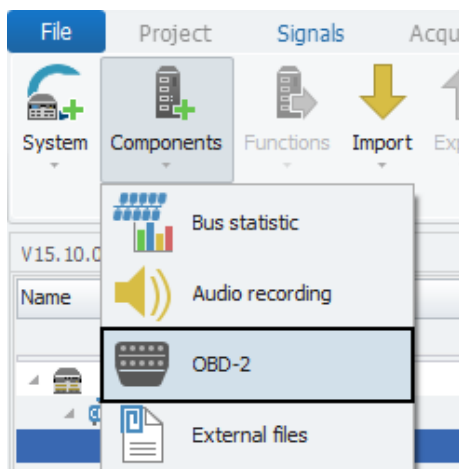 File Project Signals Acqu
System Components Functions Import Exp
Bus statistic
V15.10.0
Audio recording
Name
OBD-2
External files